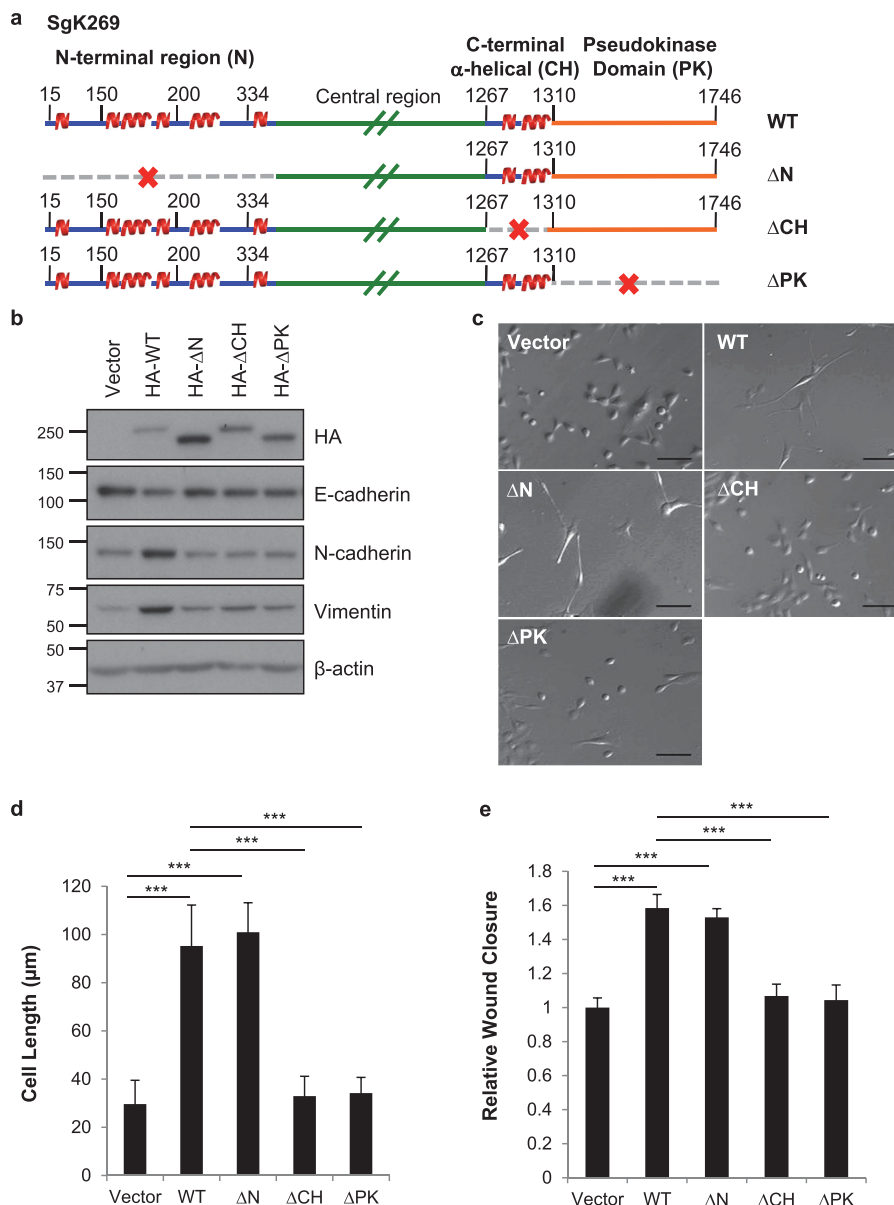 a
SgK269
N-terminal region (N)
C-terminal α-helical (CH)
Pseudokinase Domain (PK)
15 150 200 334 Central region 1267 1310 1746 WT
1267 1310 1746 ΔN
15 150 200 334 1267 1310 1746 ΔCH
15 150 200 334 1267 1310 ΔPK
b
Vector HA-WT HA-ΔN HA-ΔCH HA-ΔPK
250 HA
150
100 E-cadherin
150 N-cadherin
75
50 Vimentin
50
37 β-actin
c
Vector WT
ΔN ΔCH
ΔPK
d
***
***
***
***
120
100
80
60
40
20
0
Cell Length (µm)
Vector WT ΔN ΔCH ΔPK
e
***
***
***
***
1.8
1.6
1.4
1.2
1
0.8
0.6
0.4
0.2
0
Relative Wound Closure
Vector WT ΔN ΔCH ΔPK